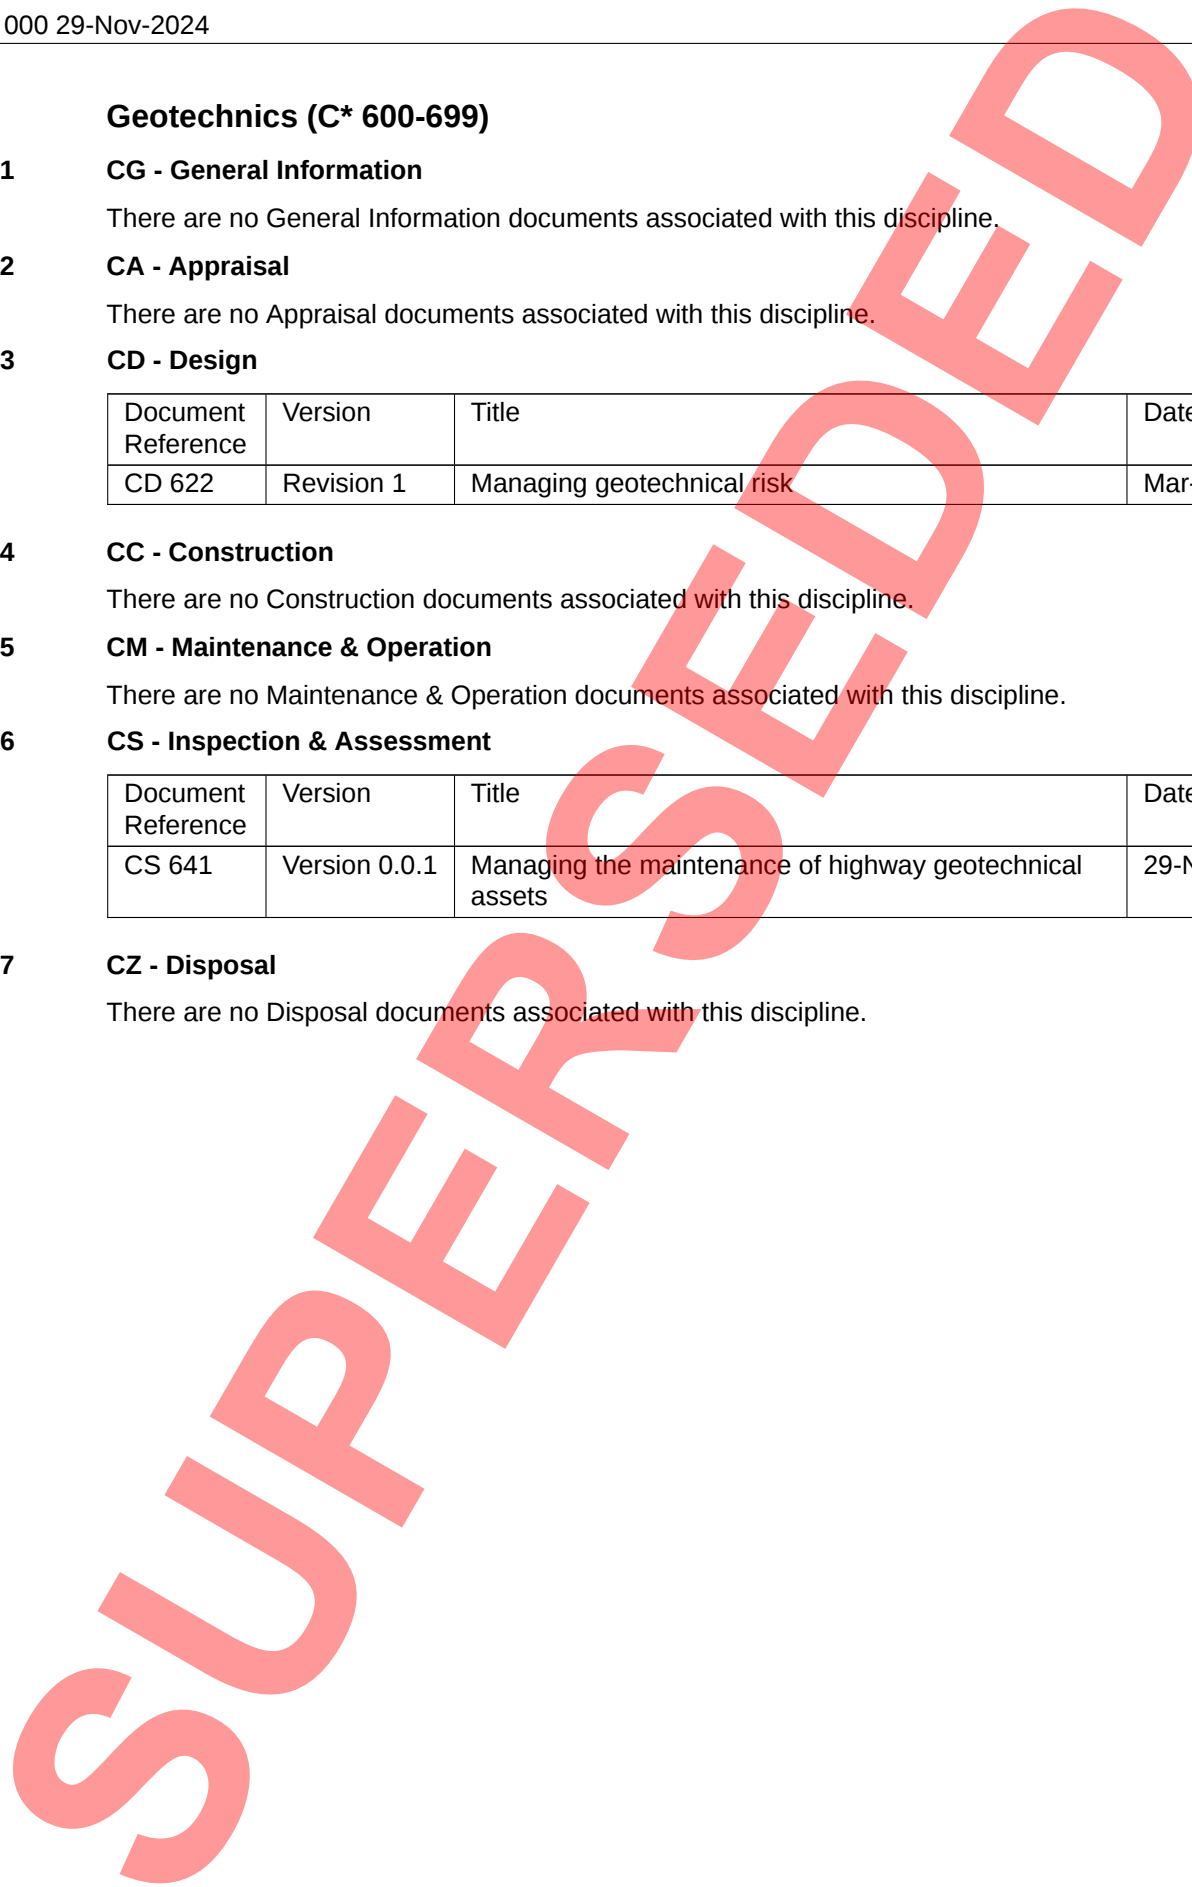 000 29-Nov-2024
Geotechnics (C* 600-699)
1 CG - General Information
There are no General Information documents associated with this discipline.
2 CA - Appraisal
There are no Appraisal documents associated with this discipline.
3 CD - Design
Document Reference Version Title Date
CD 622 Revision 1 Managing geotechnical risk Mar-
4 CC - Construction
There are no Construction documents associated with this discipline.
5 CM - Maintenance & Operation
There are no Maintenance & Operation documents associated with this discipline.
6 CS - Inspection & Assessment
Document Reference Version Title Date
CS 641 Version 0.0.1 Managing the maintenance of highway geotechnical 29-N
assets
7 CZ - Disposal
There are no Disposal documents associated with this discipline.
SUPERSEDED